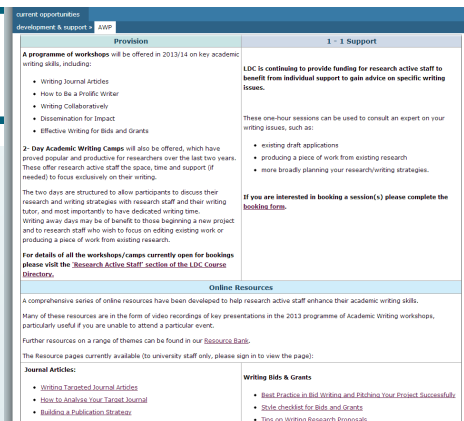 current opportunities
development & support » AWP
Provision
A programme of workshops will be offered in 2013/14 on key academic
writing skills, including:
• Writing Journal Articles
• How to Be a Prolific Writer
• Writing Collaboratively
• Dissemination for Impact
• Effective Writing for Bids and Grants
2- Day Academic Writing Camps will also be offered, which have
proved popular and productive for researchers over the last two years.
These offer research active staff the space, time and support (if
needed) to focus exclusively on their writing.
The two days are structured to allow participants to discuss their
research and writing strategies with research staff and their writing
tutor, and most importantly to have dedicated writing time.
Writing away days may be of benefit to those beginning a new project
and to research staff who wish to focus on editing existing work or
producing a piece of work from existing research.
For details of all the workshops/camps currently open for bookings
please visit the 'Research Active Staff' section of the LDC Course
Directory.
1 - 1 Support
LDC is continuing to provide funding for research active staff to
benefit from individual support to gain advice on specific writing
issues.
These one-hour sessions can be used to consult an expert on your
writing issues, such as:
• existing draft applications
• producing a piece of work from existing research
• more broadly planning your research/writing strategies.
If you are interested in booking a session(s) please complete the
booking form.
Online Resources
A comprehensive series of online resources have been developed to help research active staff enhance their academic writing skills.
Many of these resources are in the form of video recordings of key presentations in the 2013 programme of Academic Writing workshops,
particularly useful if you are unable to attend a particular event.
Further resources on a range of themes can be found in our Resource Bank.
The Resource pages currently available (to university staff only, please sign in to view the page):
Journal Articles:
• Writing Targeted Journal Articles
• How to Analyse Your Target Journal
• Building a Publication Strategy
Writing Bids & Grants
• Best Practice in Bid Writing and Pitching Your Project Successfully
• Style checklist for Bids and Grants
• Tips on Writing Research Proposals